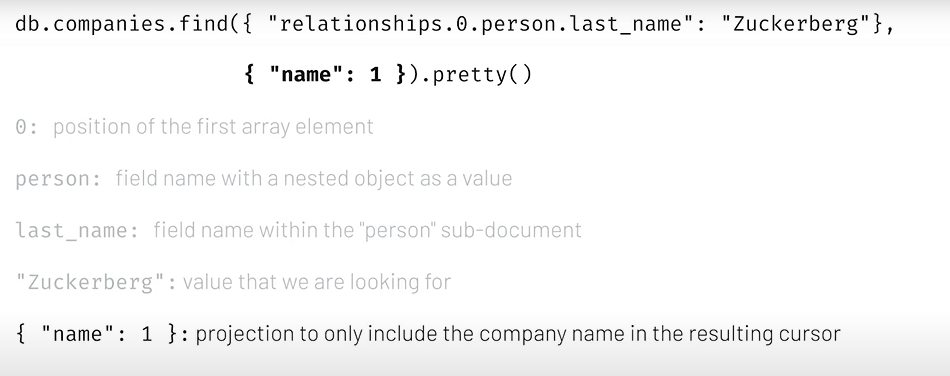 db.companies.find({ "relationships.0.person.last_name": "Zuckerberg"},
{ "name": 1 }).pretty()
0: position of the first array element
person: field name with a nested object as a value
last_name: field name within the "person" sub-document
"Zuckerberg": value that we are looking for
{ "name": 1 }: projection to only include the company name in the resulting cursor